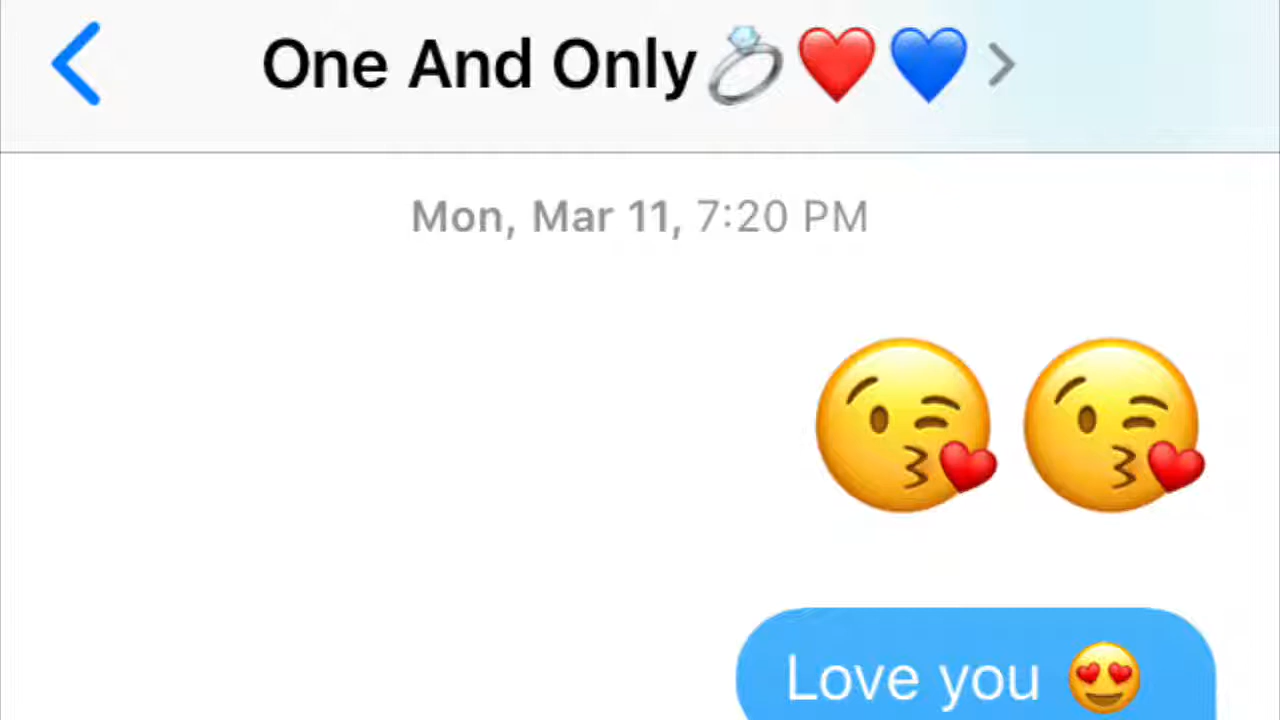 One And Only💍❤️💙
Mon, Mar 11, 7:20 PM
😘😘
Love you 😍